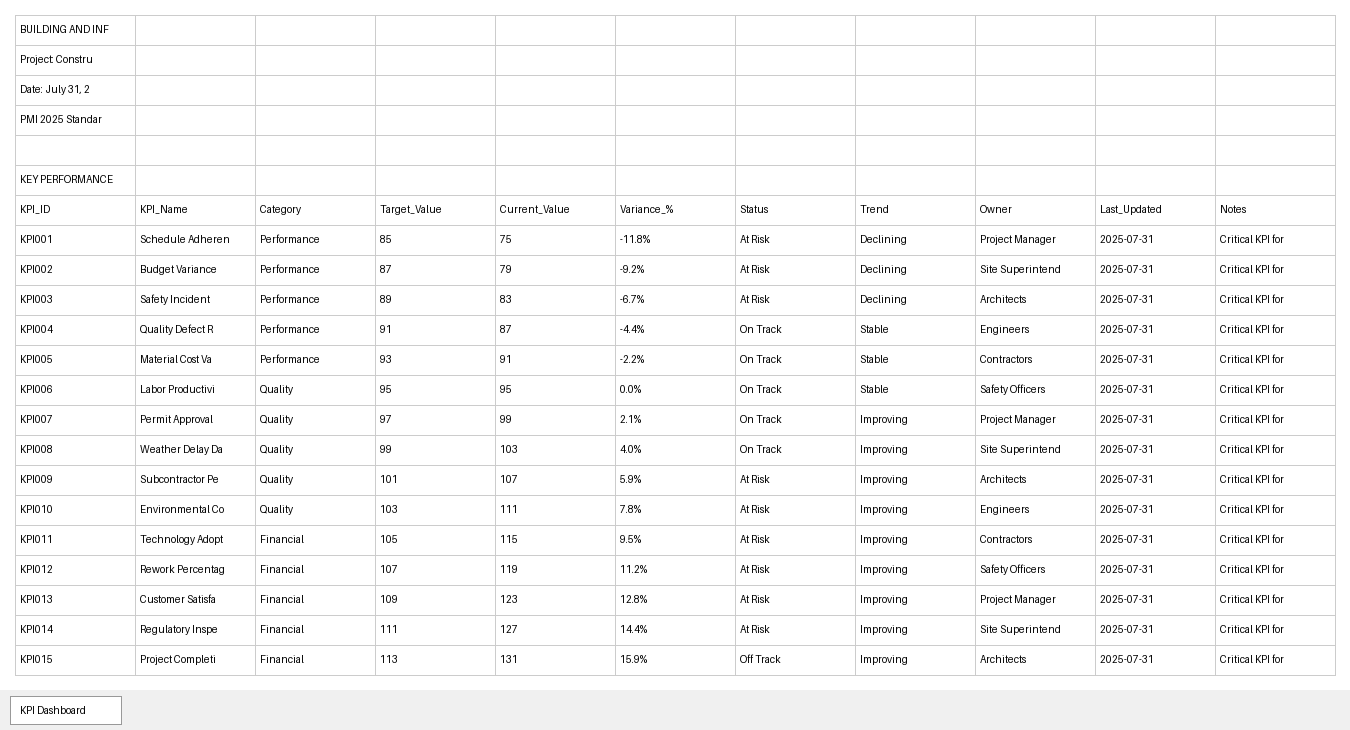 BUILDING AND INF
Project: Constru
Date: July 31, 2
PMI 2025 Standar
KEY PERFORMANCE
KPI_ID KPI_Name Category Target_Value Current_Value Variance_% Status Trend Owner Last_Updated Notes
KPI001 Schedule Adheren Performance 85 75 -11.8% At Risk Declining Project Manager 2025-07-31 Critical KPI for
KPI002 Budget Variance Performance 87 79 -9.2% At Risk Declining Site Superintend 2025-07-31 Critical KPI for
KPI003 Safety Incident Performance 89 83 -6.7% At Risk Declining Architects 2025-07-31 Critical KPI for
KPI004 Quality Defect R Performance 91 87 -4.4% On Track Stable Engineers 2025-07-31 Critical KPI for
KPI005 Material Cost Va Performance 93 91 -2.2% On Track Stable Contractors 2025-07-31 Critical KPI for
KPI006 Labor Productivi Quality 95 95 0.0% On Track Stable Safety Officers 2025-07-31 Critical KPI for
KPI007 Permit Approval Quality 97 99 2.1% On Track Improving Project Manager 2025-07-31 Critical KPI for
KPI008 Weather Delay Da Quality 99 103 4.0% On Track Improving Site Superintend 2025-07-31 Critical KPI for
KPI009 Subcontractor Pe Quality 101 107 5.9% At Risk Improving Architects 2025-07-31 Critical KPI for
KPI010 Environmental Co Quality 103 111 7.8% At Risk Improving Engineers 2025-07-31 Critical KPI for
KPI011 Technology Adopt Financial 105 115 9.5% At Risk Improving Contractors 2025-07-31 Critical KPI for
KPI012 Rework Percentag Financial 107 119 11.2% At Risk Improving Safety Officers 2025-07-31 Critical KPI for
KPI013 Customer Satisfa Financial 109 123 12.8% At Risk Improving Project Manager 2025-07-31 Critical KPI for
KPI014 Regulatory Inspe Financial 111 127 14.4% At Risk Improving Site Superintend 2025-07-31 Critical KPI for
KPI015 Project Completi Financial 113 131 15.9% Off Track Improving Architects 2025-07-31 Critical KPI for
KPI Dashboard